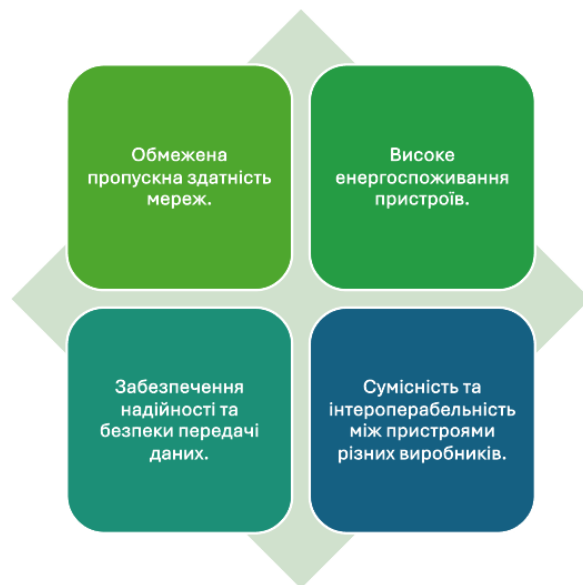 Обмежена
пропускна здатність
мереж.
Високе
енергоспоживання
пристроїв.
Забезпечення
надійності та
безпеки передачі
даних.
Сумісність та
інтероперабельність
між пристроями
різних виробників.